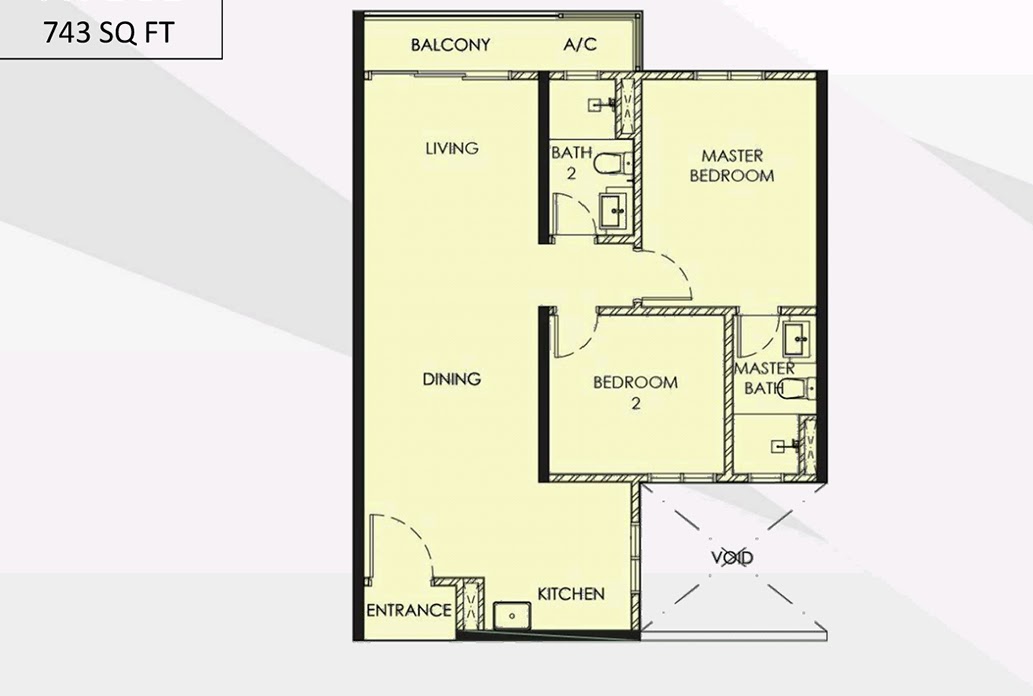 743 SQ FT
BALCONY
A/C
LIVING
BATH
2
MASTER
BEDROOM
DINING
BEDROOM
2
MASTER
BATH
VOID
KITCHEN
ENTRANCE